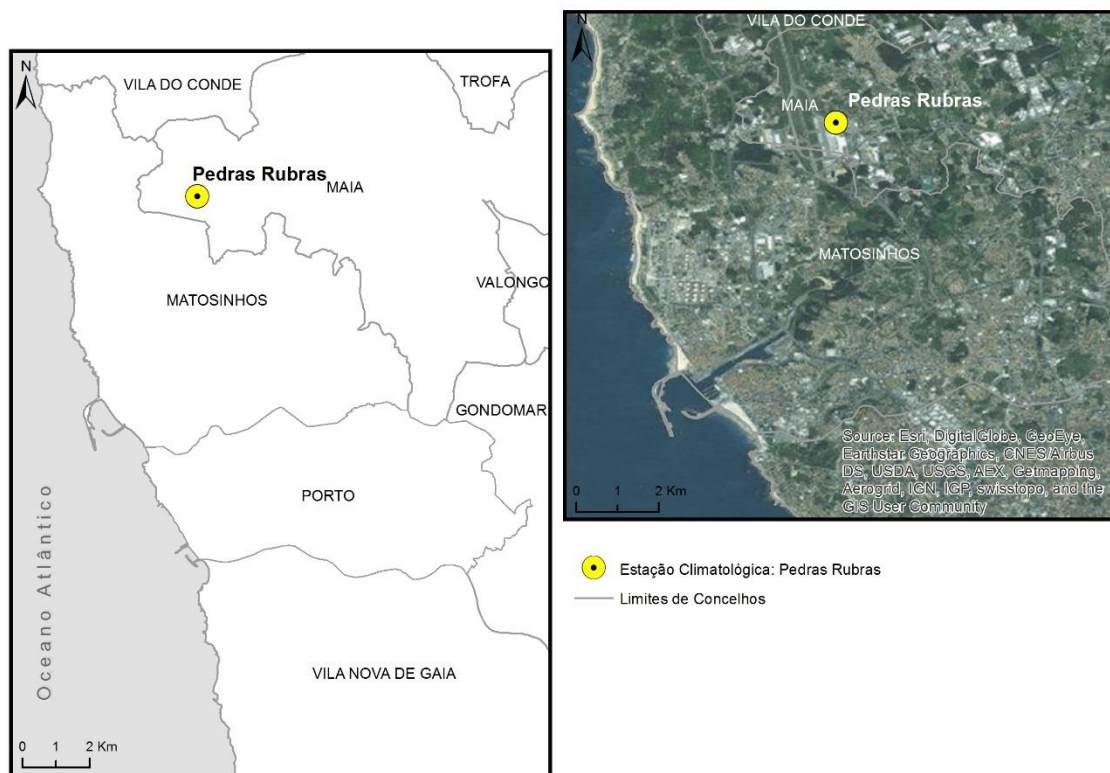 N
VILA DO CONDE
TROFA
Pedras Rubras
MAIA
MATOSINHOS
VALONGO
GONDOMAR
PORTO
Oceano Atlântico
VILA NOVA DE GAIA
0 1 2 Km
VILA DO CONDE
N
MAIA
Pedras Rubras
MATOSINHOS
Source: Esri, DigitalGlobe, GeoEye,
Earthstar Geographics, CNES/Airbus
DS, USDA, USGS, AEX, Getmapping,
Aerogrid, IGN, IGP, swisstopo, and the
GIS User Community
0 1 2 Km
Estação Climatológica: Pedras Rubras
Limites de Concelhos